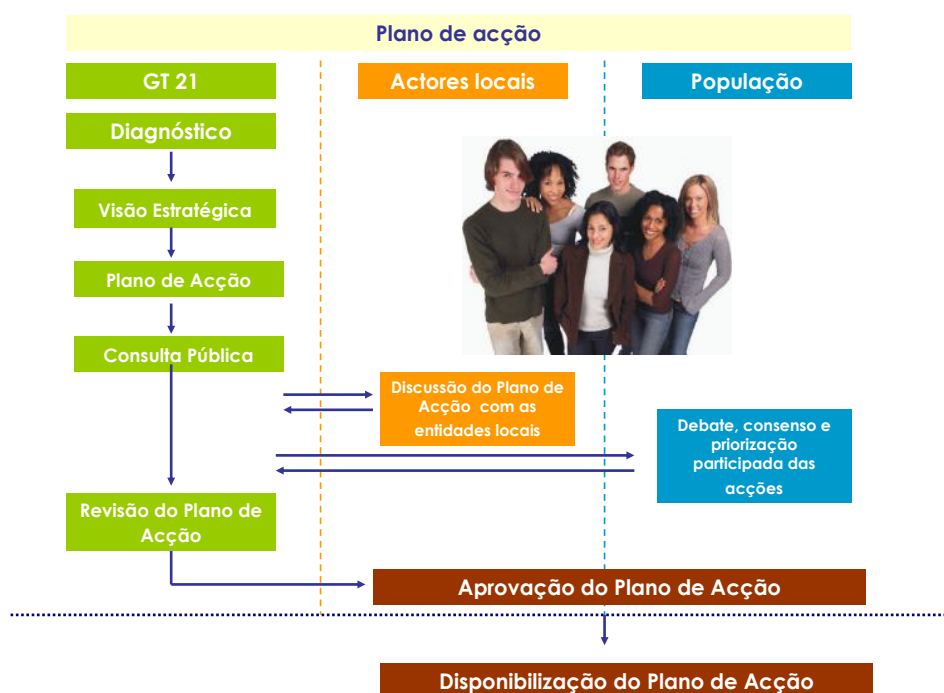 Plano de acção
GT 21
Actores locais
População
Diagnóstico
Visão Estratégica
Plano de Acção
Consulta Pública
Discussão do Plano de
Acção com as
entidades locais
Debate, consenso e
priorização
participada das
acções
Revisão do Plano de
Acção
Aprovação do Plano de Acção
Disponibilização do Plano de Acção